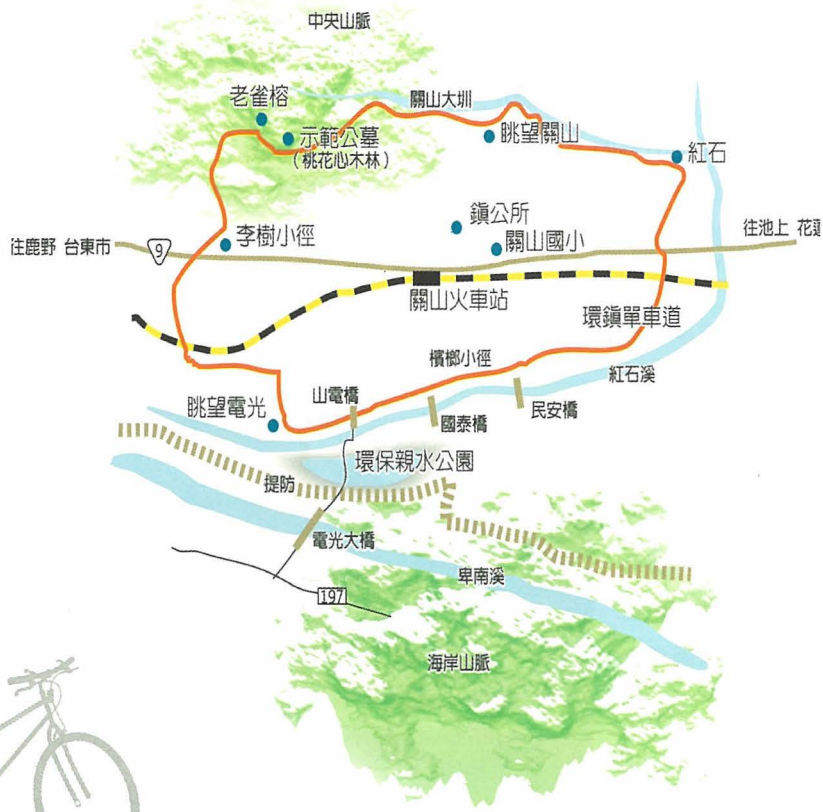 中央山脈
老雀榕
關山大圳
示範公墓
（桃花心木林）
眺望關山
紅石
鎮公所
李樹小徑
關山國小
往池上 花蓮
往鹿野 台東市
9
關山火車站
環鎮單車道
檳榔小徑
紅石溪
山電橋
眺望電光
國泰橋
民安橋
環保親水公園
提防
電光大橋
卑南溪
197
海岸山脈